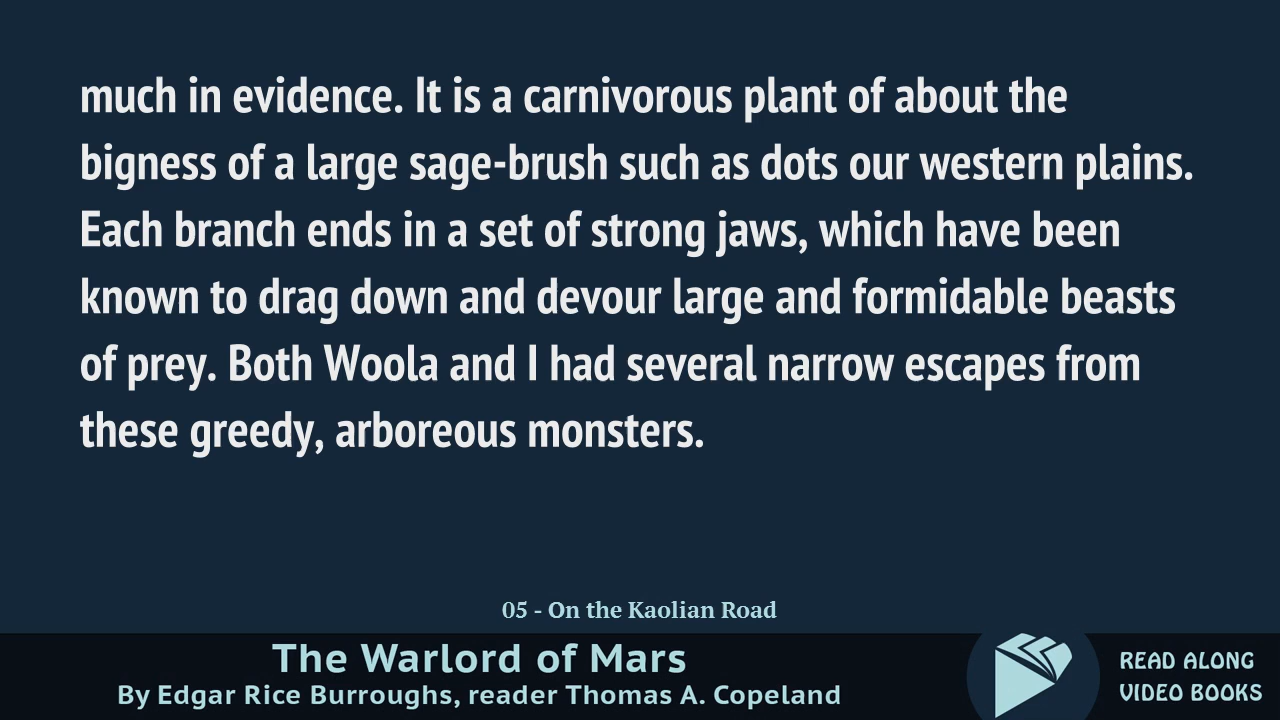 much in evidence. It is a carnivorous plant of about the
bigness of a large sage-brush such as dots our western plains.
Each branch ends in a set of strong jaws, which have been
known to drag down and devour large and formidable beasts
of prey. Both Woola and I had several narrow escapes from
these greedy, arboreous monsters.
05 - On the Kaolian Road
The Warlord of Mars
By Edgar Rice Burroughs, reader Thomas A. Copeland
READ ALONG
VIDEO BOOKS